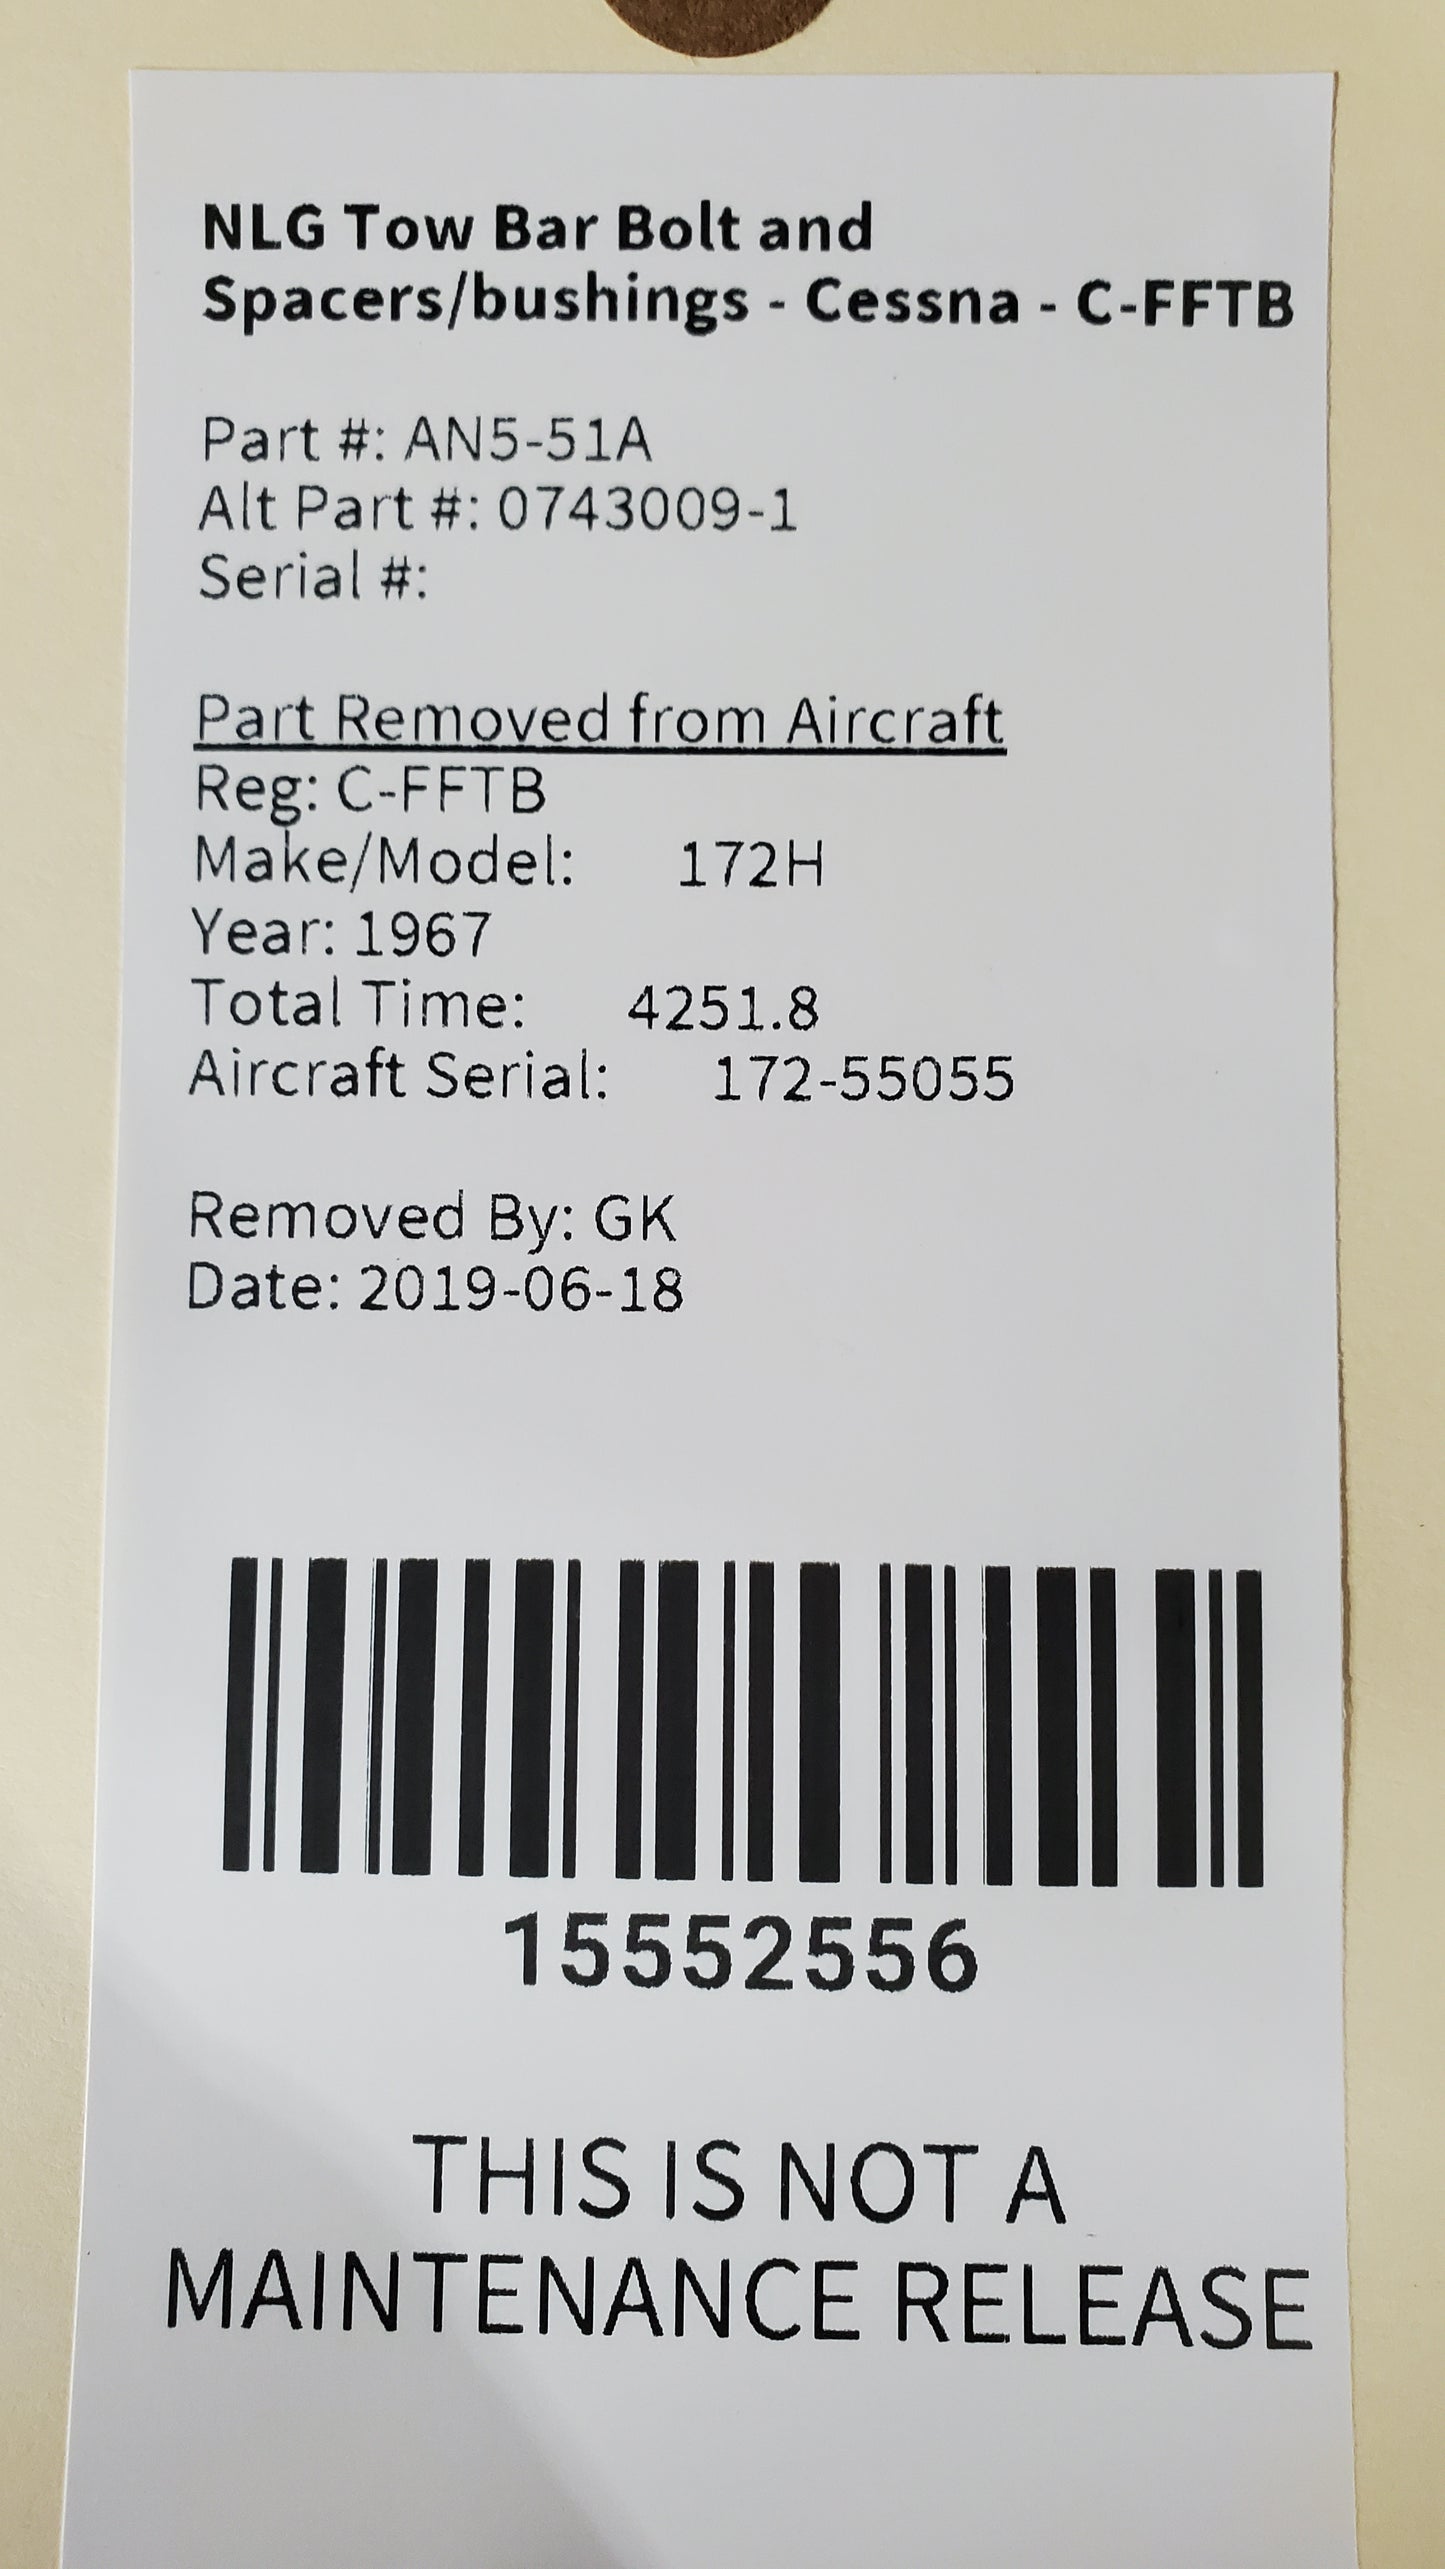 NLG Tow Bar Bolt and
Spacers/bushings - Cessna - C-FFTB
Part #: AN5-51A
Alt Part #: 0743009-1
Serial #:
Part Removed from Aircraft
Reg: C-FFTB
Make/Model: 172H
Year: 1967
Total Time: 4251.8
Aircraft Serial: 172-55055
Removed By: GK
Date: 2019-06-18
15552556
THIS IS NOT A
MAINTENANCE RELEASE